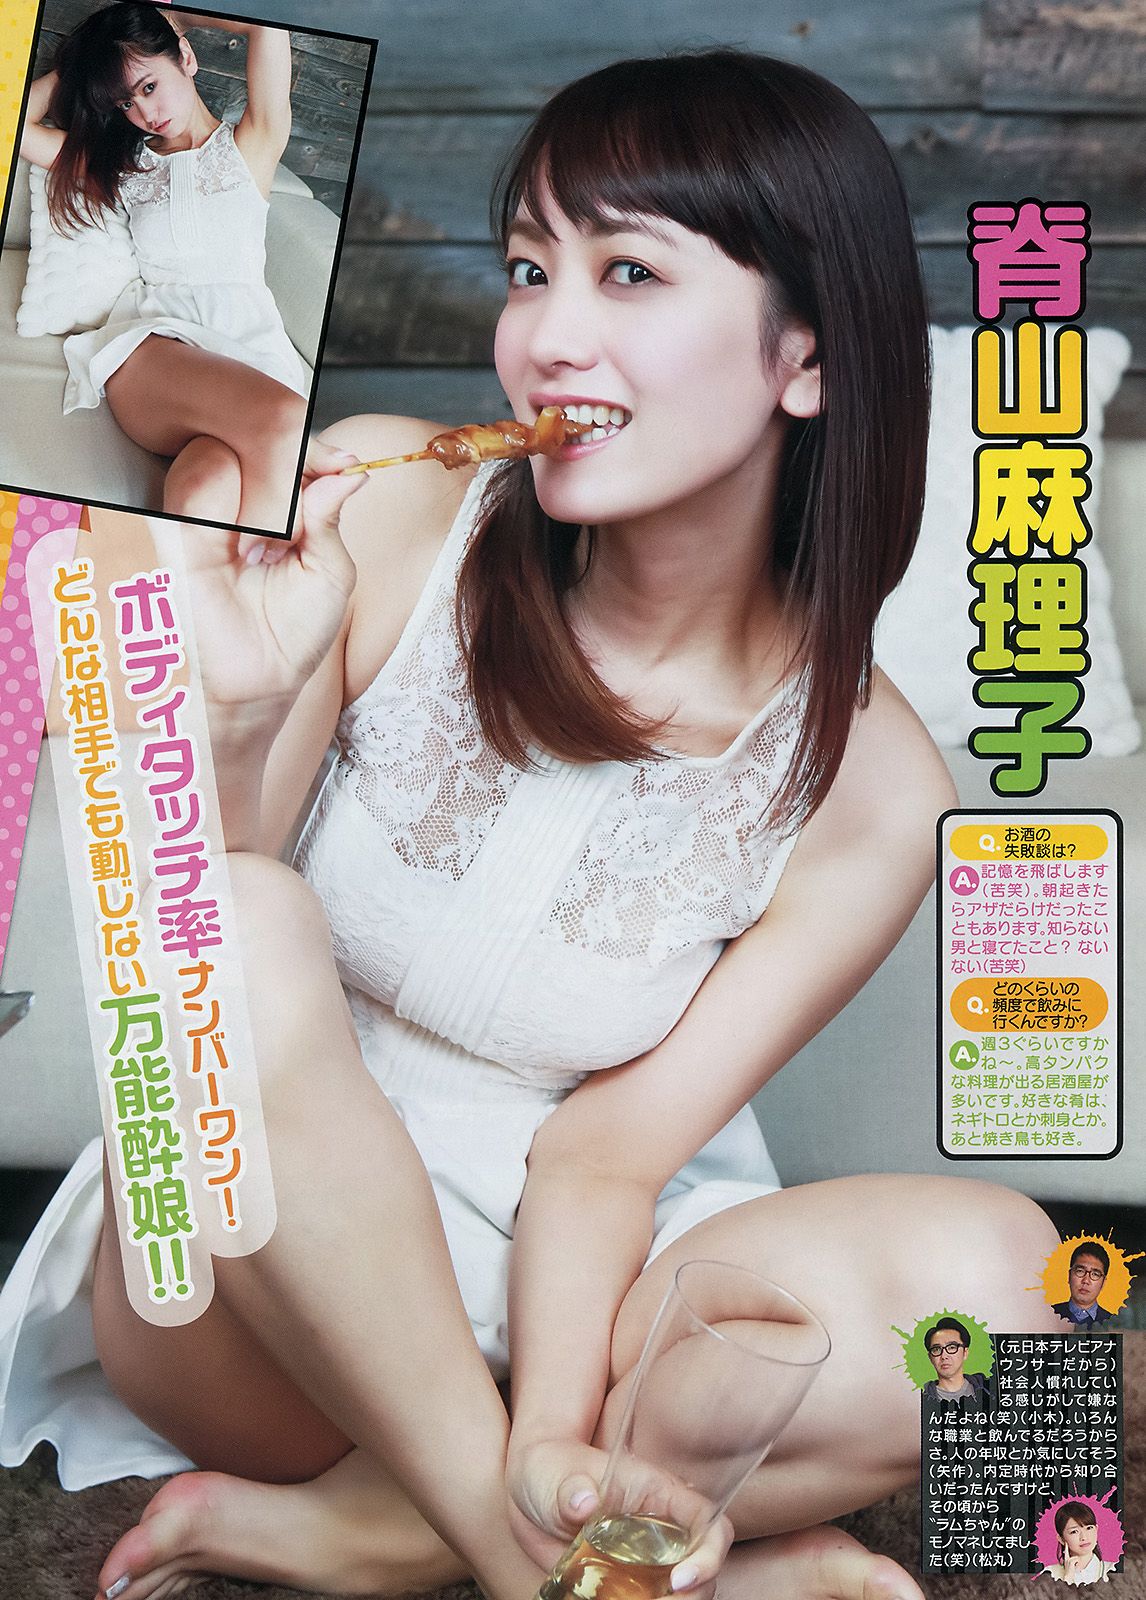 脊山麻理子
ボディタッチ率ナンバーワン!
どんな相手でも動じない万能酔娘!!
Q. お酒の
失敗談は?
A. 記憶を飛ばします
(苦笑)。朝起きた
らアザだらけだったこ
ともあります。知らない
男と寝てたこと? ない
ない(苦笑)
Q. どのくらいの
頻度で飲みに
行くんですか?
A. 週3ぐらいですか
ね〜。高タンパク
な料理が出る居酒屋が
多いです。好きな肴は、
ネギトロとか刺身とか。
あと焼き鳥も好き。
(元日本テレビアナ
ウンサーだから)
社会人慣れしてい
る感じがして嫌な
んだよね(笑)(小木)。いろん
な職業と飲んでるだろうから
さ。人の年収とか気にしてそう
(矢作)。内定時代から知り合
いだったんですけど、
その頃から
"ラムちゃん"の
モノマネしてまし
た(笑)(松丸)